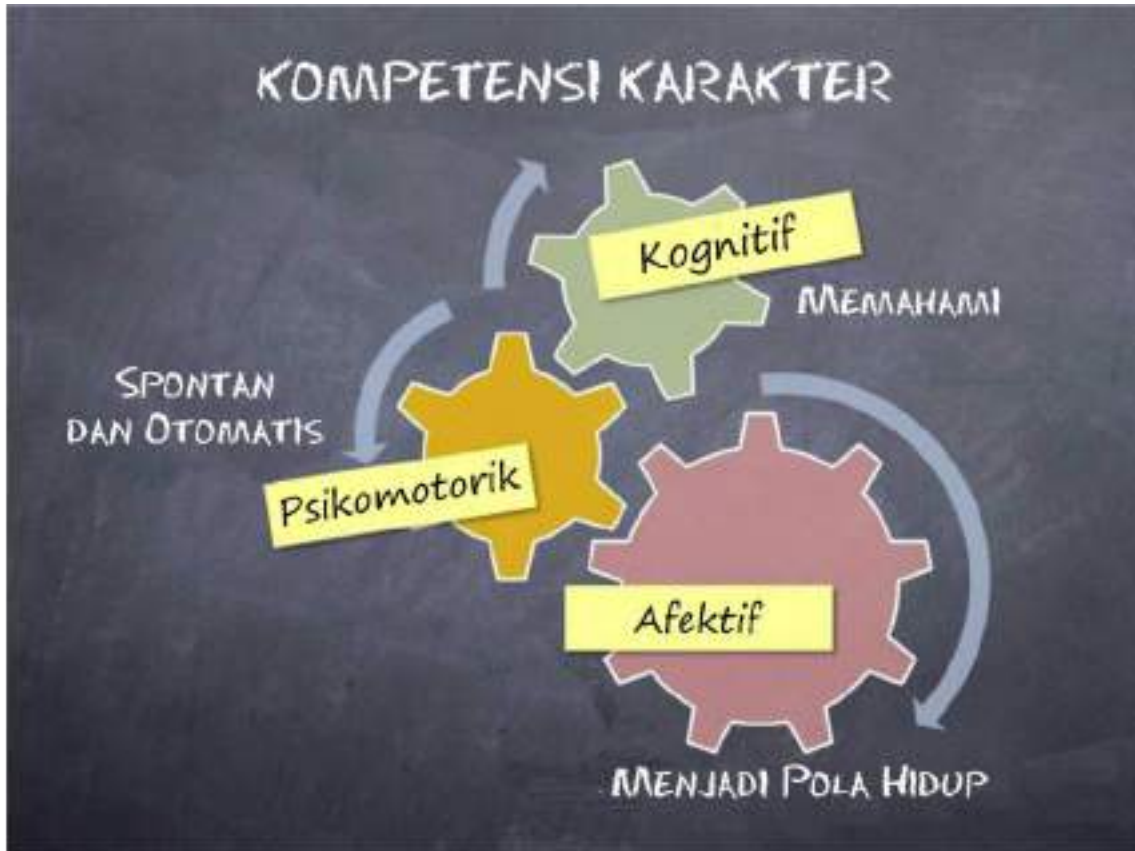 KOMPETENSI KARAKTER
Kognitif
MEMAHAMI
SPONTAN
DAN OTOMATIS
Psikomotorik
Afektif
MENJADI POLA HIDUP